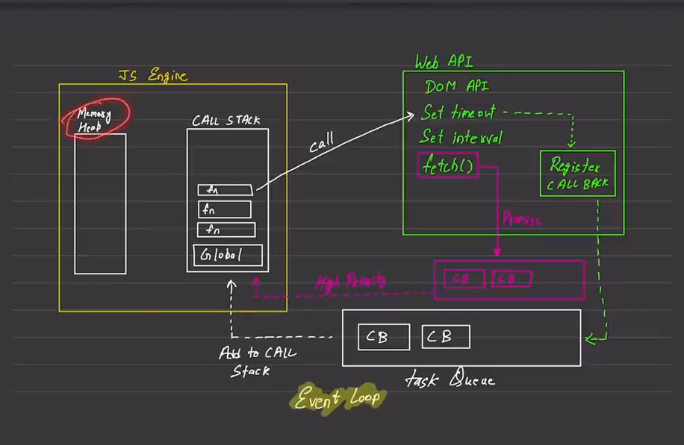 JS Engine
Memory
Heab
CALL STACK
fn
fn
fn
Global
call
Web API
DOM API
Set timeout
Set interval
fetch()
Register
CALL BACK
Promise
CB
CB
High Priority
CB
CB
Add to CALL
Stack
task Queue
Event Loop